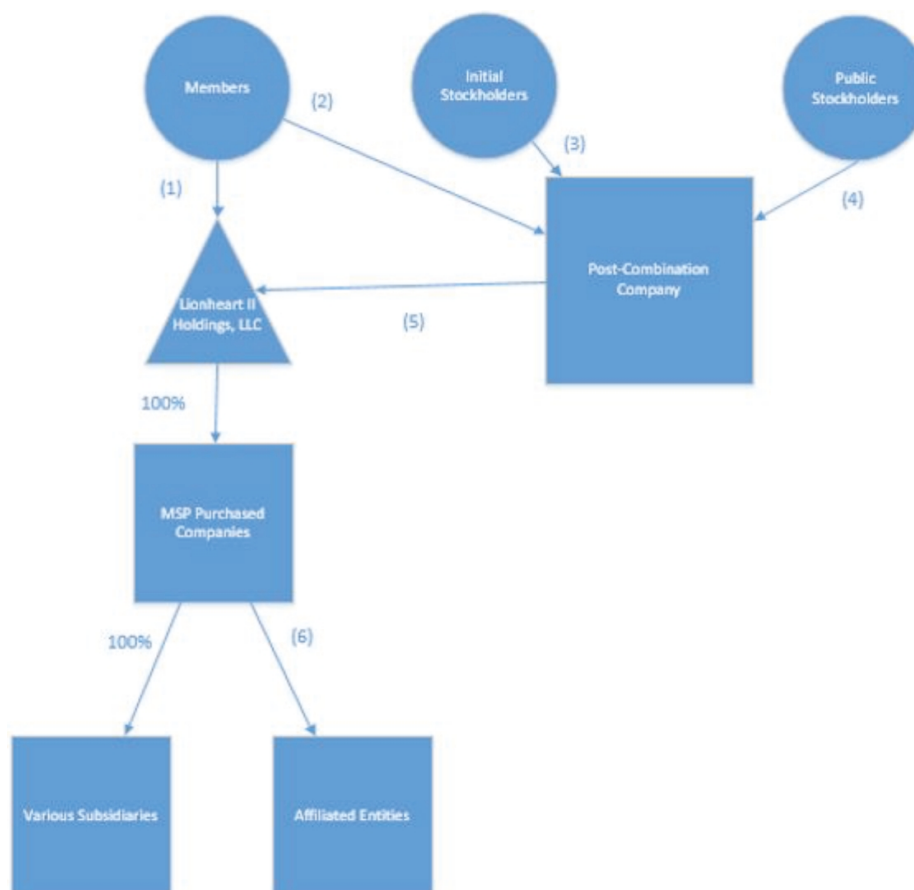 Members
Initial
Stockholders
Public
Stockholders
(2)
(3)
(1)
(4)
Post-Combination
Company
Lionheart II
Holdings, LLC
(5)
100%
MSP Purchased
Companies
100%
(6)
Various Subsidiaries
Affiliated Entities